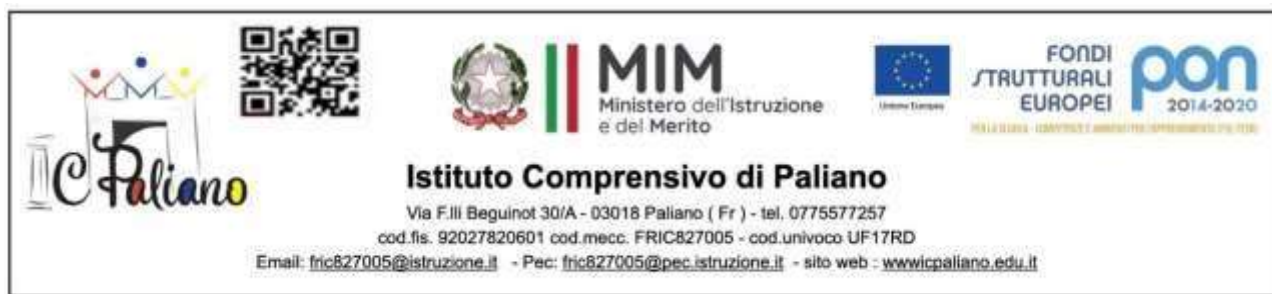 IC Paliano
MIM
Ministero dell'Istruzione
e del Merito
Unione Europea
FONDI
STRUTTURALI
EUROPEI
pon
2014-2020
Istituto Comprensivo di Paliano
Via F.lli Beguinot 30/A - 03018 Paliano ( Fr ) - tel. 0775577257
cod.fis. 92027820601 cod.mecc. FRIC827005 - cod.univoco UF17RD
Email: fric827005@istruzione.it - Pec: fric827005@pec.istruzione.it - sito web : wwwicpaliano.edu.it